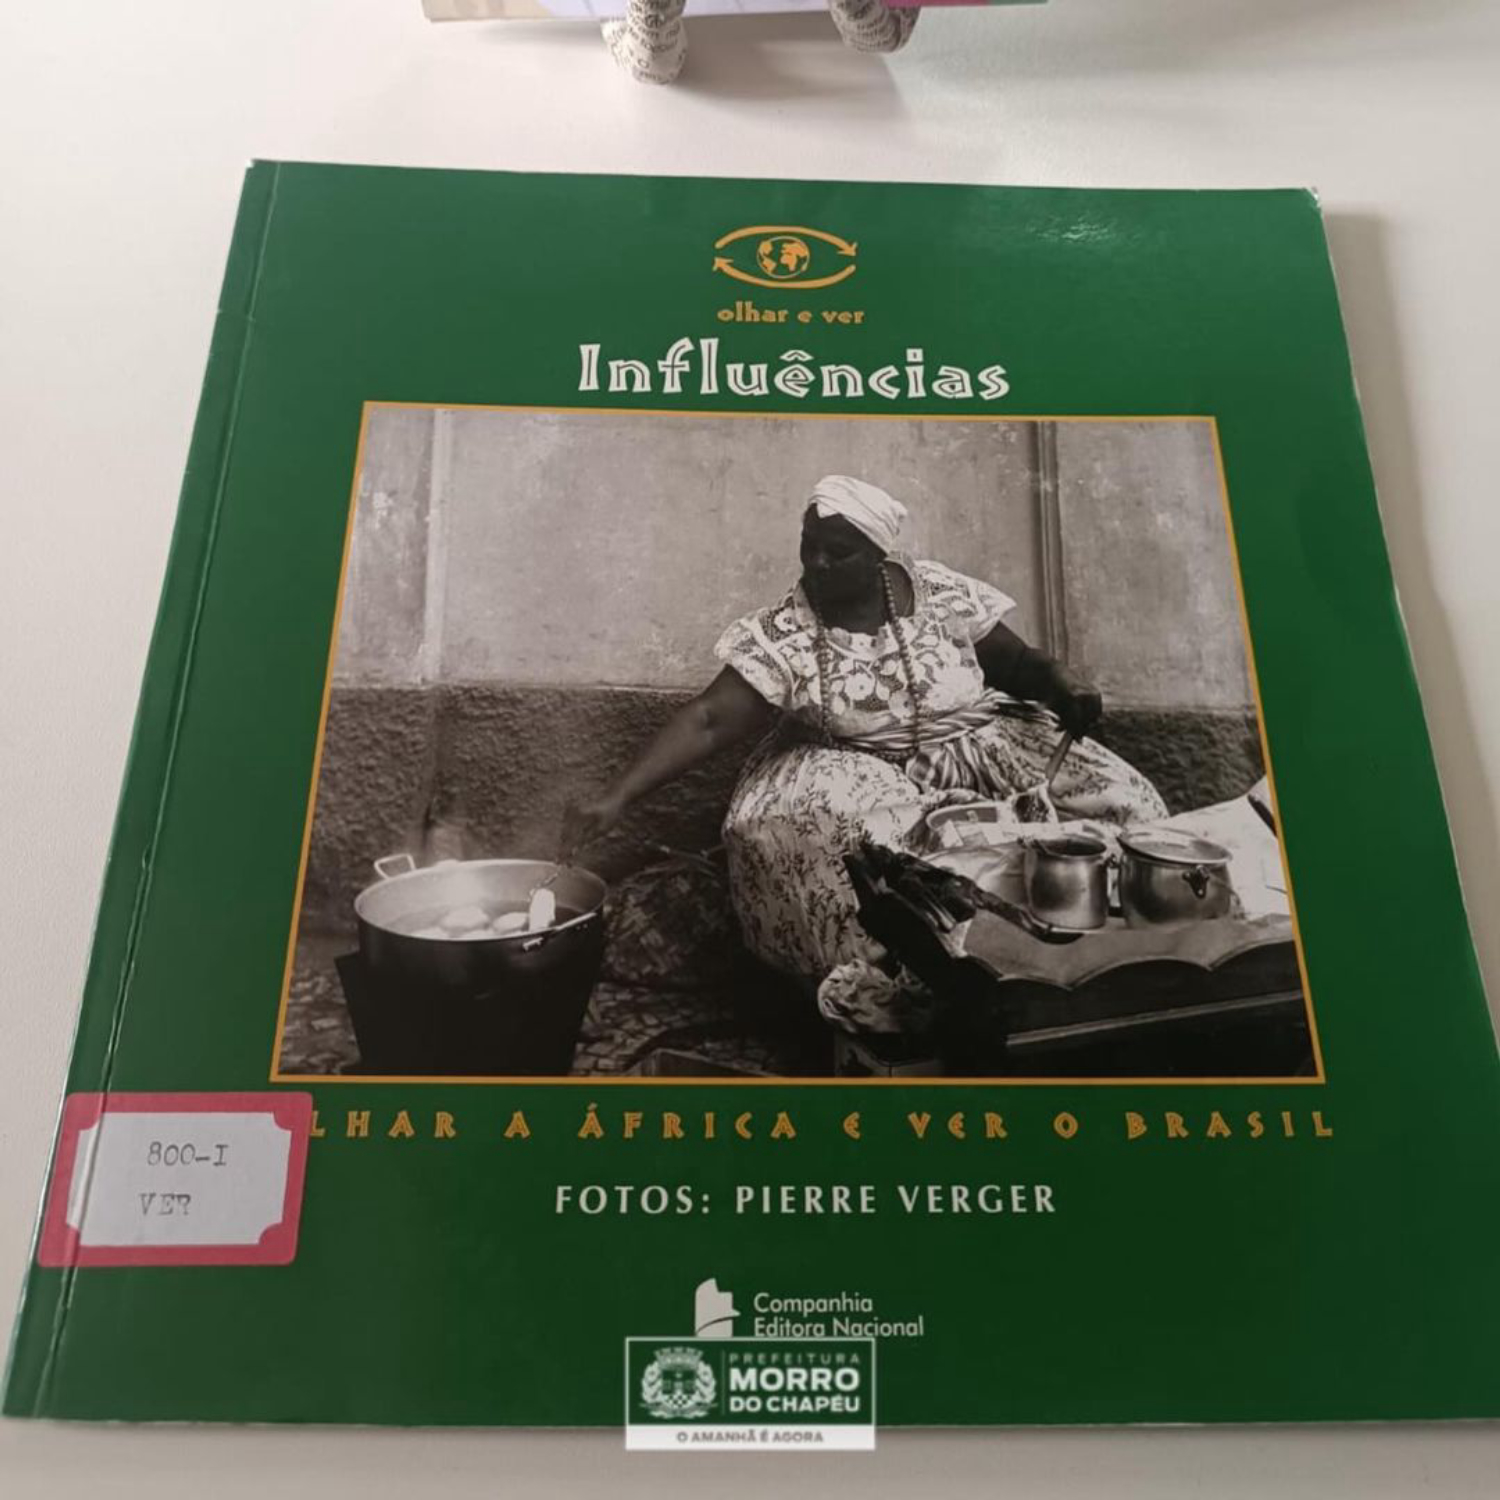 olhar e ver
Influências
LHAR A ÁFRICA E VER O BRASIL
800-I
VER
FOTOS: PIERRE VERGER
Companhia
Editora Nacional
PREFEITURA
MORRO
DO CHAPÉU
O AMANHÃ É AGORA